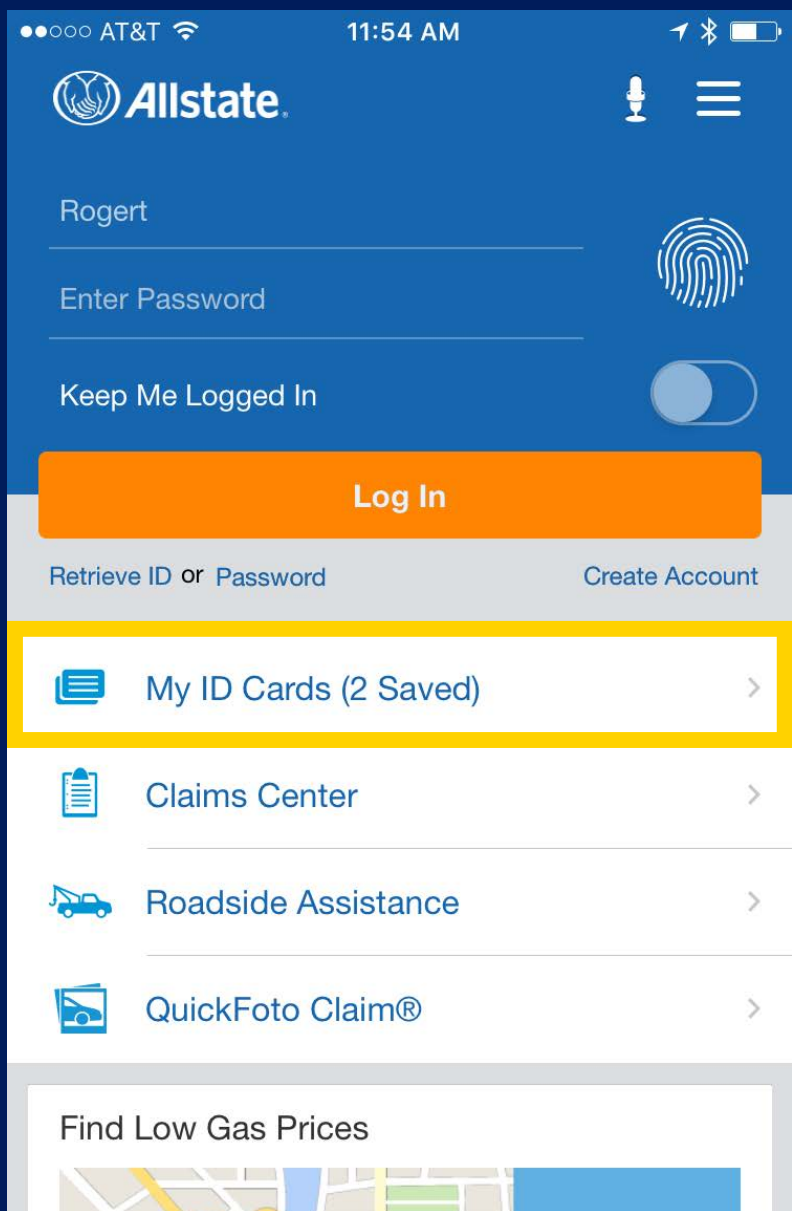 AT&T 11:54 AM
Allstate.
Rogert
Enter Password
Keep Me Logged In
Log In
Retrieve ID or Password Create Account
My ID Cards (2 Saved)
Claims Center
Roadside Assistance
QuickFoto Claim®
Find Low Gas Prices